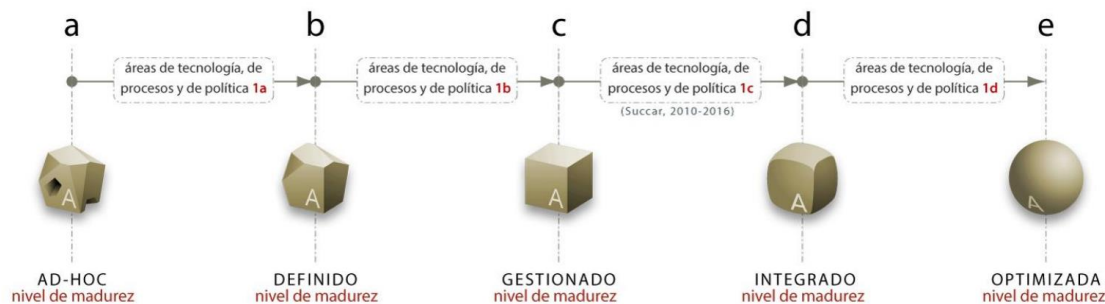 a
b
c
d
e
áreas de tecnología, de
procesos y de política 1a
áreas de tecnología, de
procesos y de política 1b
áreas de tecnología, de
procesos y de política 1c
(Succar, 2010-2016)
áreas de tecnología, de
procesos y de política 1d
A
A
A
A
A
AD-HOC
nivel de madurez
DEFINIDO
nivel de madurez
GESTIONADO
nivel de madurez
INTEGRADO
nivel de madurez
OPTIMIZADA
nivel de madurez